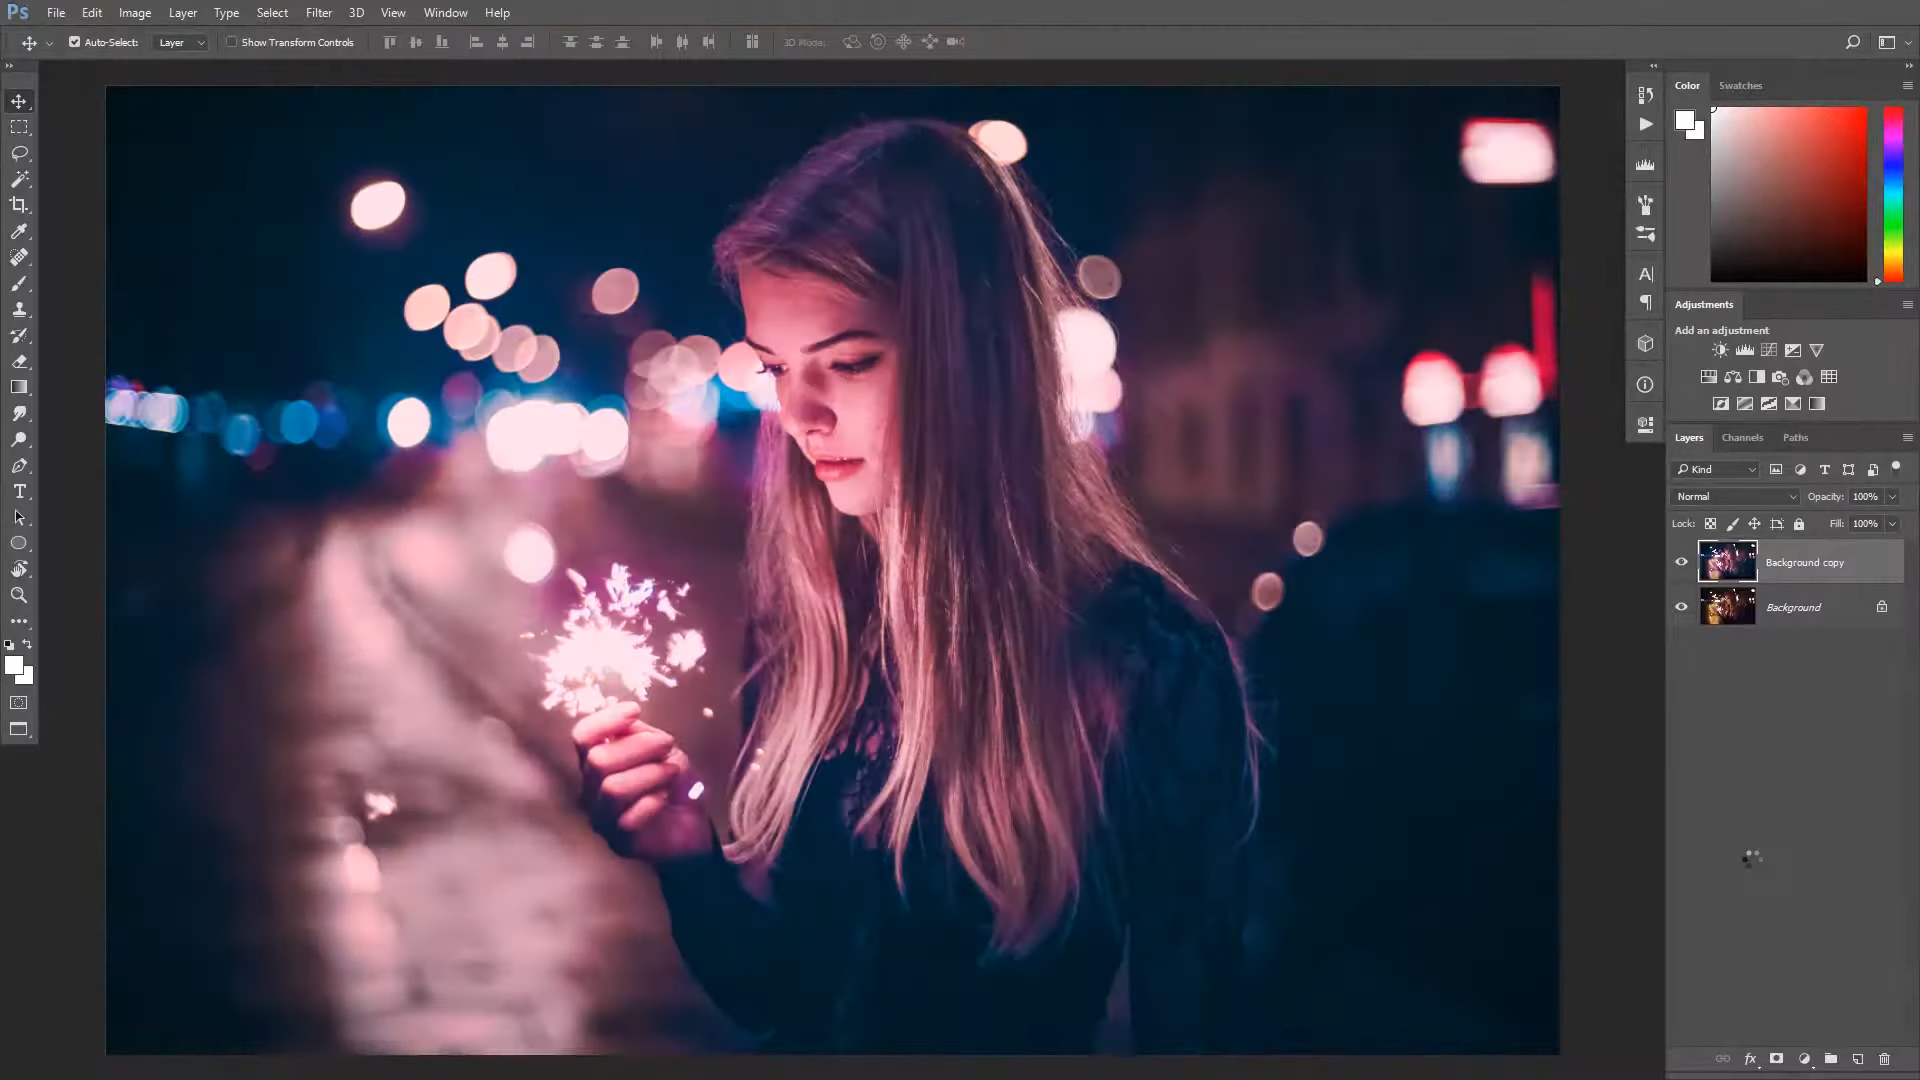 Ps File Edit Image Layer Type Select Filter 3D View Window Help
Auto-Select: Layer Show Transform Controls 3D Mode:
Color Swatches
Adjustments
Add an adjustment
Layers Channels Paths
Kind
Normal Opacity: 100%
Lock: Fill: 100%
Background copy
Background